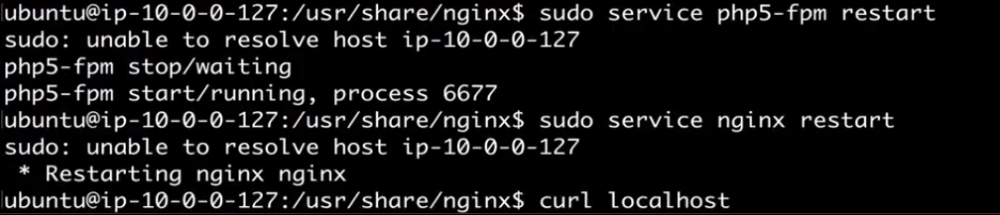 ubuntu@ip-10-0-0-127:/usr/share/nginx$ sudo service php5-fpm restart
sudo: unable to resolve host ip-10-0-0-127
php5-fpm stop/waiting
php5-fpm start/running, process 6677
ubuntu@ip-10-0-0-127:/usr/share/nginx$ sudo service nginx restart
sudo: unable to resolve host ip-10-0-0-127
 * Restarting nginx nginx
ubuntu@ip-10-0-0-127:/usr/share/nginx$ curl localhost